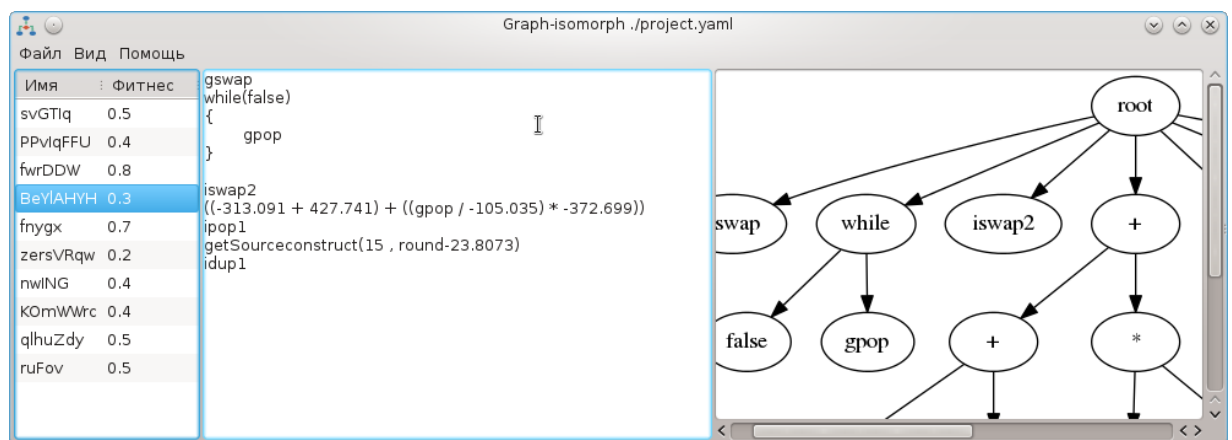 Graph-isomorph ./project.yaml
Файл Вид Помощь
Имя Фитнес
svGTIq 0.5
PPvIqFFU 0.4
fwrDDW 0.8
BeYlAHYH 0.3
fnygx 0.7
zersVRqw 0.2
nwING 0.4
KOmWWrc 0.4
qlhuZdy 0.5
ruFov 0.5
gswap
while(false)
{
gpop
}
iswap2
((-313.091 + 427.741) + ((gpop / -105.035) * -372.699))
ipop1
getSourceconstruct(15 , round-23.8073)
idup1
root
swap while iswap2 +
false gpop + *